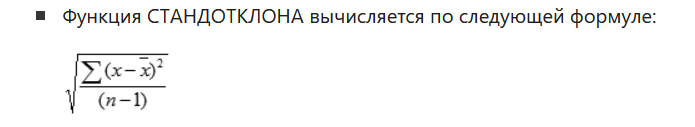 Функция СТАНДОТКЛОНА вычисляется по следующей формуле:
√(∑(x−x̅)²/(n−1))